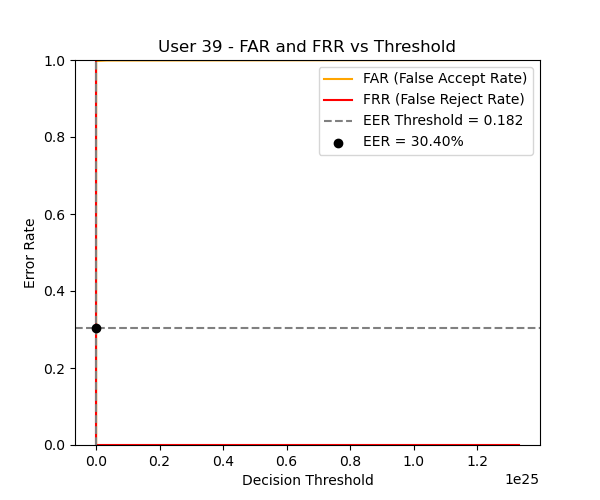 User 39 - FAR and FRR vs Threshold
FAR (False Accept Rate)
FRR (False Reject Rate)
EER Threshold = 0.182
EER = 30.40%
Error Rate
1.0
0.8
0.6
0.4
0.2
0.0
0.0 0.2 0.4 0.6 0.8 1.0 1.2
1e25
Decision Threshold